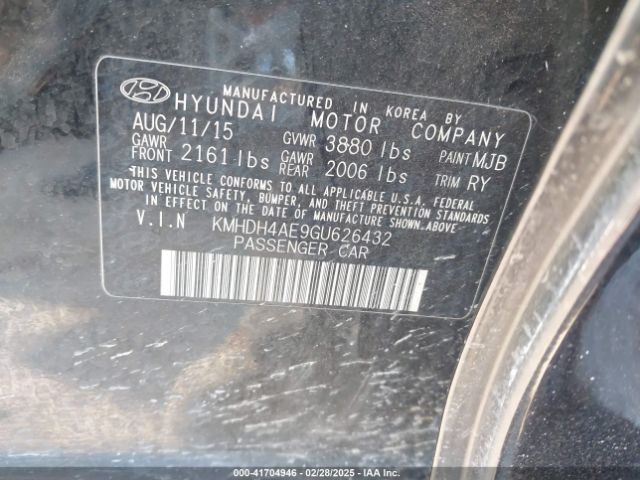 MANUFACTURED IN KOREA BY
HYUNDAI MOTOR COMPANY
AUG/11/15 GVWR 3880 lbs PAINT MJB
GAWR FRONT 2161 lbs GAWR REAR 2006 lbs TRIM RY
THIS VEHICLE CONFORMS TO ALL APPLICABLE U.S.A. FEDERAL
MOTOR VEHICLE SAFETY, BUMPER, AND THEFT PREVENTION STANDARDS
IN EFFECT ON THE DATE OF MANUFACTURE SHOWN ABOVE.
V.I.N KMHDH4AE9GU626432
PASSENGER CAR
000-41704946 - 02/28/2025 - IAA Inc.